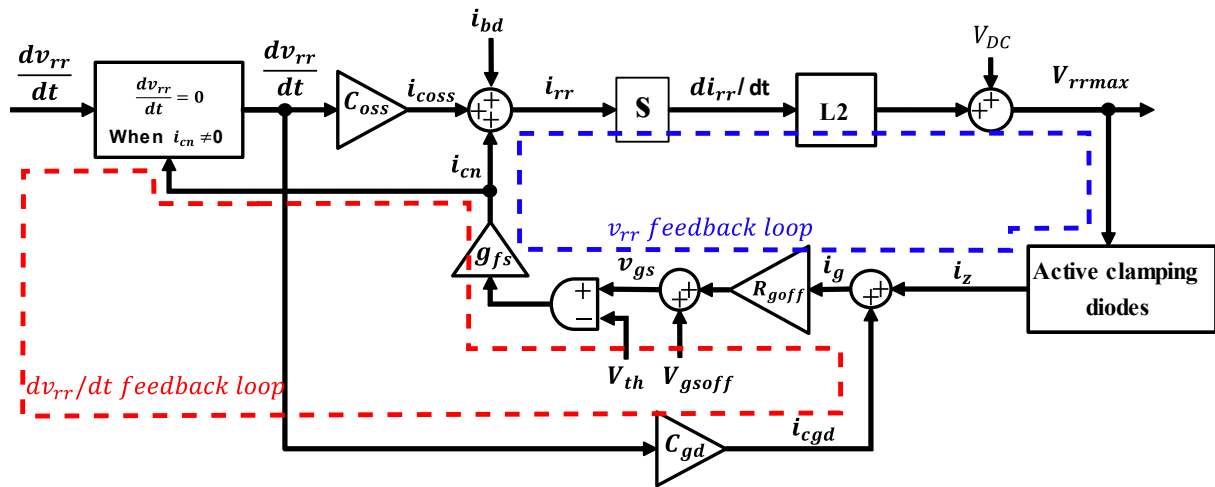 dv_rr/dt
dv_rr/dt = 0
When i_cn ≠0
dv_rr/dt
C_oss
i_coss
i_bd
+
+
+
i_rr
S
di_rr/dt
L2
V_DC
+
+
V_rrmax
i_cn
v_rr feedback loop
g_fs
+
−
v_gs
+
+
R_goff
i_g
+
+
i_z
Active clamping
diodes
V_th
V_gsoff
dv_rr/dt feedback loop
C_gd
i_cgd